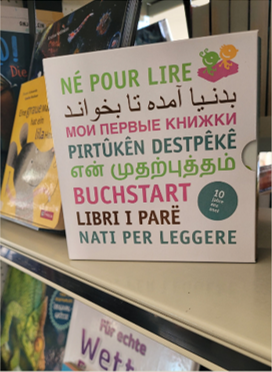 NÉ POUR LIRE
بدنیا آمده تا بخواند
МОИ ПЕРВЫЕ КНИЖКИ
PIRTÛKÊN DESTPÊKÊ
என் முதற்புத்தம்
BUCHSTART
10
Jahre
LIBRI I PARË
NATI PER LEGGERE
Für echte
Wett